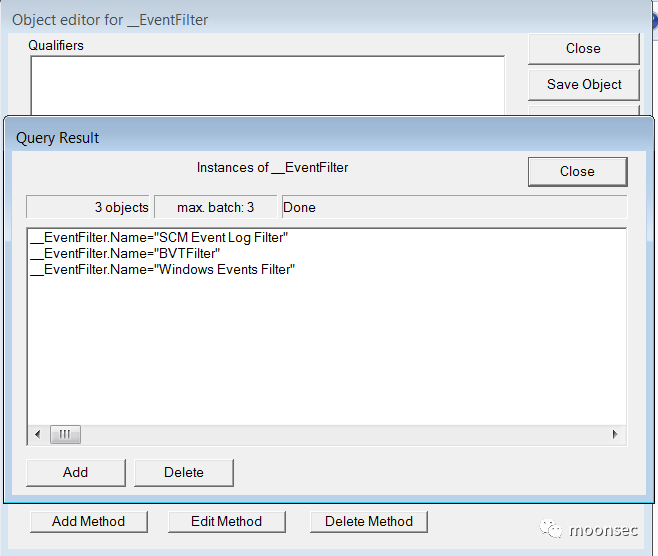 Object editor for __EventFilter
Qualifiers
Close
Save Object
Query Result
Instances of __EventFilter
Close
3 objects
max. batch: 3
Done
__EventFilter.Name="SCM Event Log Filter"
__EventFilter.Name="BVTFilter"
__EventFilter.Name="Windows Events Filter"
Add
Delete
Add Method
Edit Method
Delete Method
moonsec